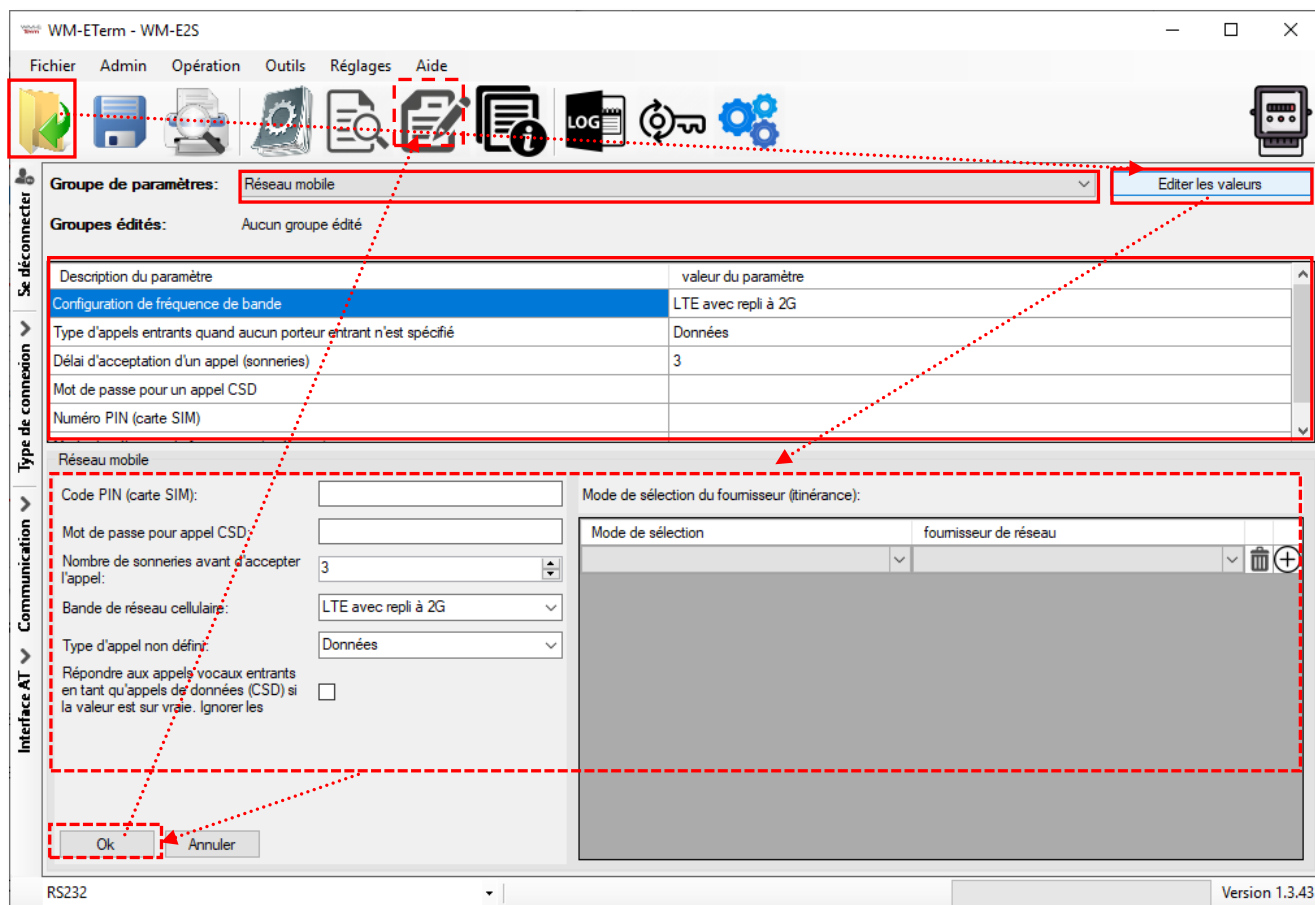 WM-ETerm - WM-E2S
Fichier Admin Opération Outils Réglages Aide
LOG
Se déconnecter
Type de connexion
Communication
Interface AT
Groupe de paramètres: Réseau mobile Editer les valeurs
Groupes édités: Aucun groupe édité
Description du paramètre valeur du paramètre
Configuration de fréquence de bande LTE avec repli à 2G
Type d'appels entrants quand aucun porteur entrant n'est spécifié Données
Délai d'acceptation d'un appel (sonneries) 3
Mot de passe pour un appel CSD
Numéro PIN (carte SIM)
Réseau mobile
Code PIN (carte SIM):
Mot de passe pour appel CSD:
Nombre de sonneries avant d'accepter
l'appel:
3
Bande de réseau cellulaire: LTE avec repli à 2G
Type d'appel non défini: Données
Répondre aux appels vocaux entrants
en tant qu'appels de données (CSD) si
la valeur est sur vraie. Ignorer les
Mode de sélection du fournisseur (itinérance):
Mode de sélection fournisseur de réseau
Ok Annuler
RS232 Version 1.3.43